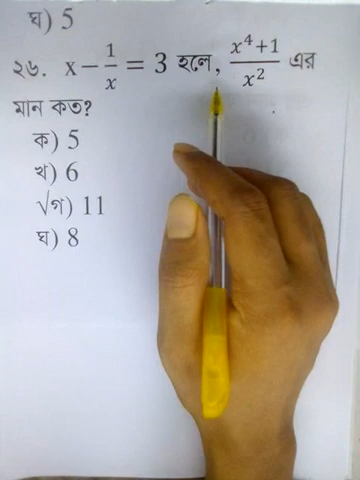 ঘ) 5
২৬. x − 1/x = 3 হলে, (x⁴+1)/x² এর
মান কত?
ক) 5
খ) 6
√গ) 11
ঘ) 8